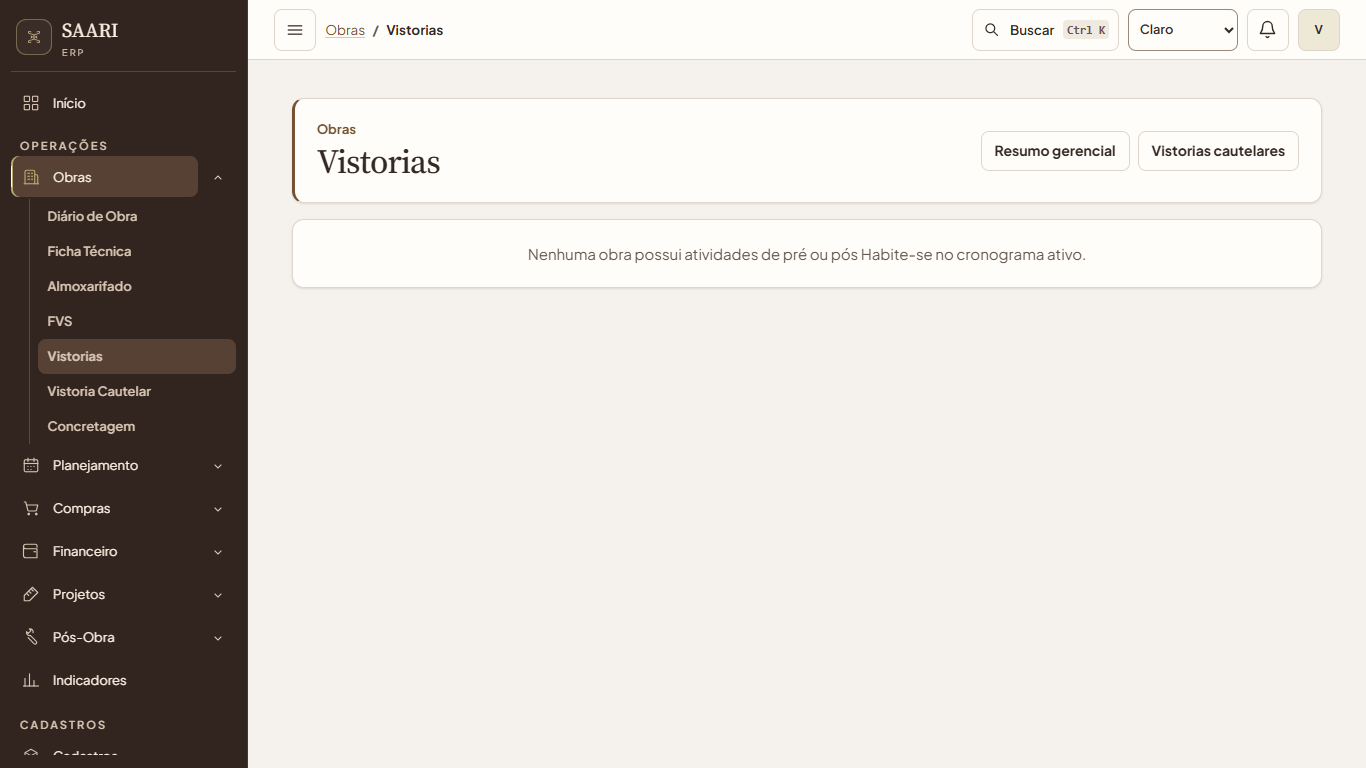 SAARI
ERP
Início
OPERAÇÕES
Obras
Diário de Obra
Ficha Técnica
Almoxarifado
FVS
Vistorias
Vistoria Cautelar
Concretagem
Planejamento
Compras
Financeiro
Projetos
Pós-Obra
Indicadores
CADASTROS
Cadastros
Obras / Vistorias
Buscar Ctrl K
Claro
V
Obras
Vistorias
Resumo gerencial
Vistorias cautelares
Nenhuma obra possui atividades de pré ou pós Habite-se no cronograma ativo.